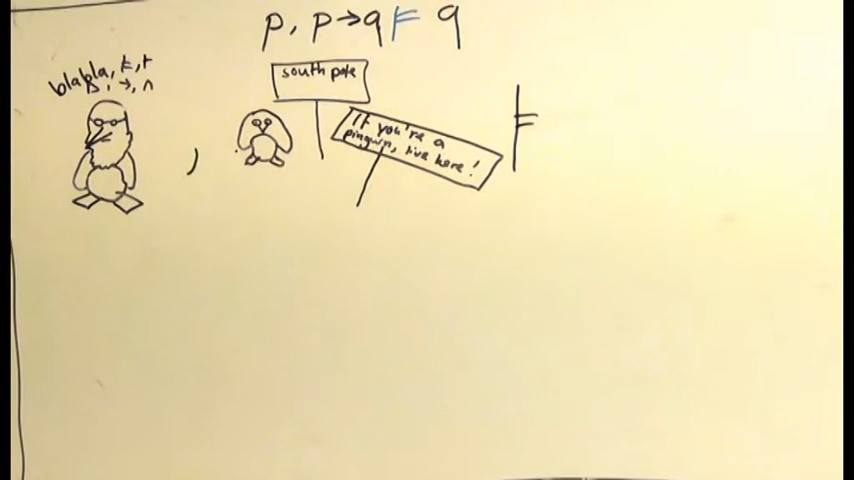 p, p→q ⊨ q
blabla, ⊨, ⊢
→, ∧
south pole
If you're a
pinguin, live here!
,
⊨